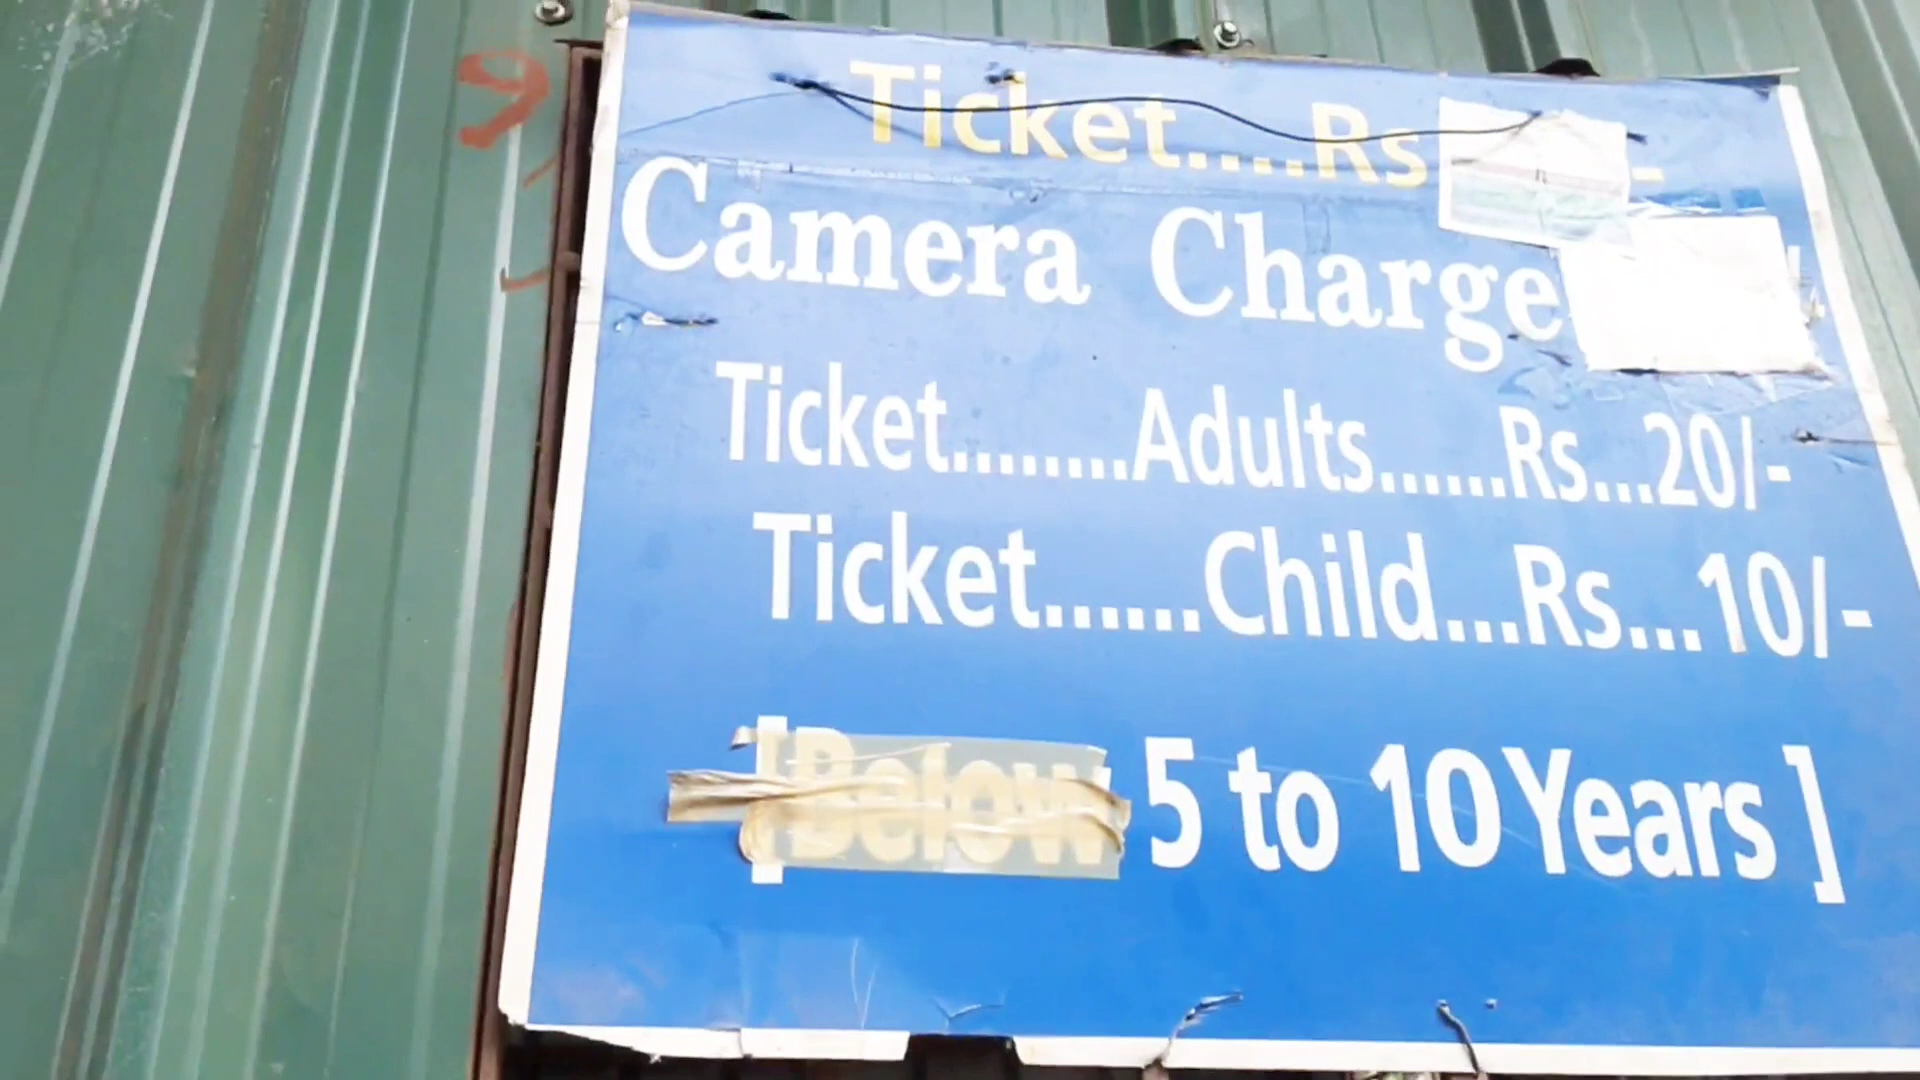 Ticket....Rs -
Camera Charge
Ticket........Adults......Rs...20/-
Ticket......Child...Rs...10/-
[Below 5 to 10 Years ]